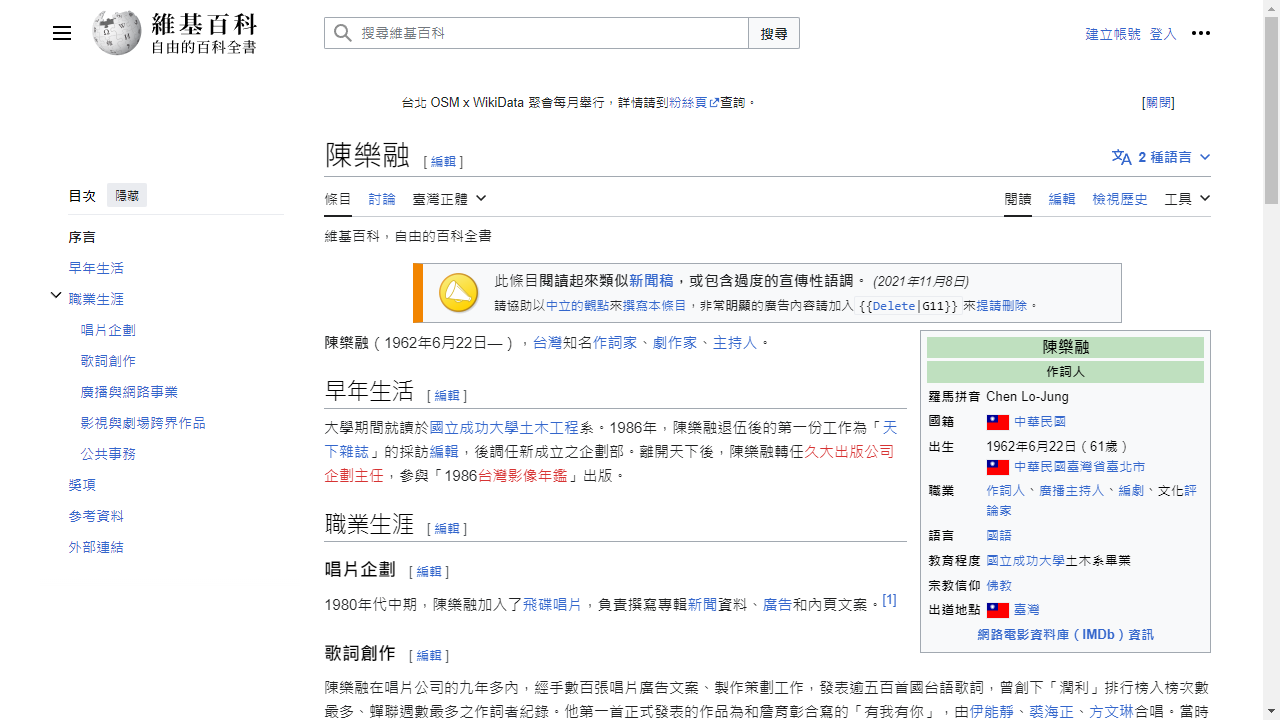 維基百科
自由的百科全書
搜尋維基百科
搜尋
建立帳號 登入
台北 OSM x WikiData 聚會每月舉行，詳情請到粉絲頁查詢。
[關閉]
陳樂融 [ 編輯 ]
2 種語言
目次 隱藏
條目 討論 臺灣正體
閱讀 編輯 檢視歷史 工具
維基百科，自由的百科全書
序言
早年生活
職業生涯
唱片企劃
歌詞創作
廣播與網路事業
影視與劇場跨界作品
公共事務
獎項
參考資料
外部連結
此條目閱讀起來類似新聞稿，或包含過度的宣傳性語調。 (2021年11月8日)
請協助以中立的觀點來撰寫本條目，非常明顯的廣告內容請加入 {{Delete|G11}} 來提請刪除。
陳樂融（1962年6月22日—），台灣知名作詞家、劇作家、主持人。
早年生活 [ 編輯 ]
大學期間就讀於國立成功大學土木工程系。1986年，陳樂融退伍後的第一份工作為「天
下雜誌」的採訪編輯，後調任新成立之企劃部。離開天下後，陳樂融轉任久大出版公司
企劃主任，參與「1986台灣影像年鑑」出版。
職業生涯 [ 編輯 ]
唱片企劃 [ 編輯 ]
1980年代中期，陳樂融加入了飛碟唱片，負責撰寫專輯新聞資料、廣告和內頁文案。[1]
歌詞創作 [ 編輯 ]
陳樂融在唱片公司的九年多內，經手數百張唱片廣告文案、製作策劃工作，發表逾五百首國台語歌詞，曾創下「潤利」排行榜入榜次數
最多、蟬聯週數最多之作詞者紀錄。他第一首正式發表的作品為和詹宥彰合寫的「有我有你」，由伊能靜、裘海正、方文琳合唱。當時
陳樂融
作詞人
羅馬拼音 Chen Lo-Jung
國籍 中華民國
出生 1962年6月22日（61歲）
中華民國臺灣省臺北市
職業 作詞人、廣播主持人、編劇、文化評
論家
語言 國語
教育程度 國立成功大學土木系畢業
宗教信仰 佛教
出道地點 臺灣
網路電影資料庫（IMDb）資訊